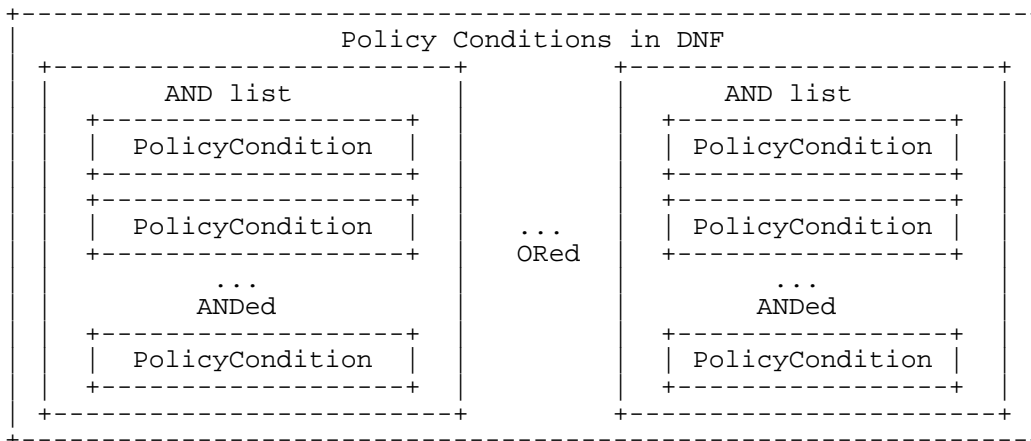 Policy Conditions in DNF
AND list AND list
PolicyCondition PolicyCondition
PolicyCondition PolicyCondition
... 
ORed
... ...
ANDed ANDed
PolicyCondition PolicyCondition